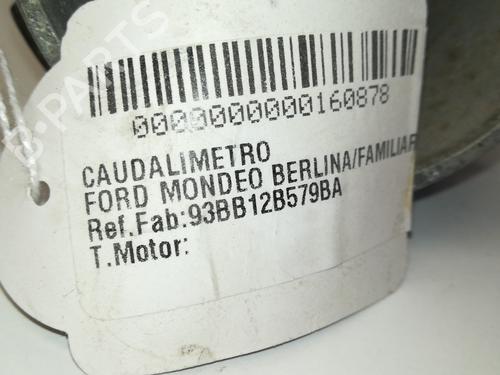 0000000000160878
CAUDALIMETRO
FORD MONDEO BERLINA/FAMILIAR
Ref.Fab:93BB12B579BA
T.Motor:
B-PARTS